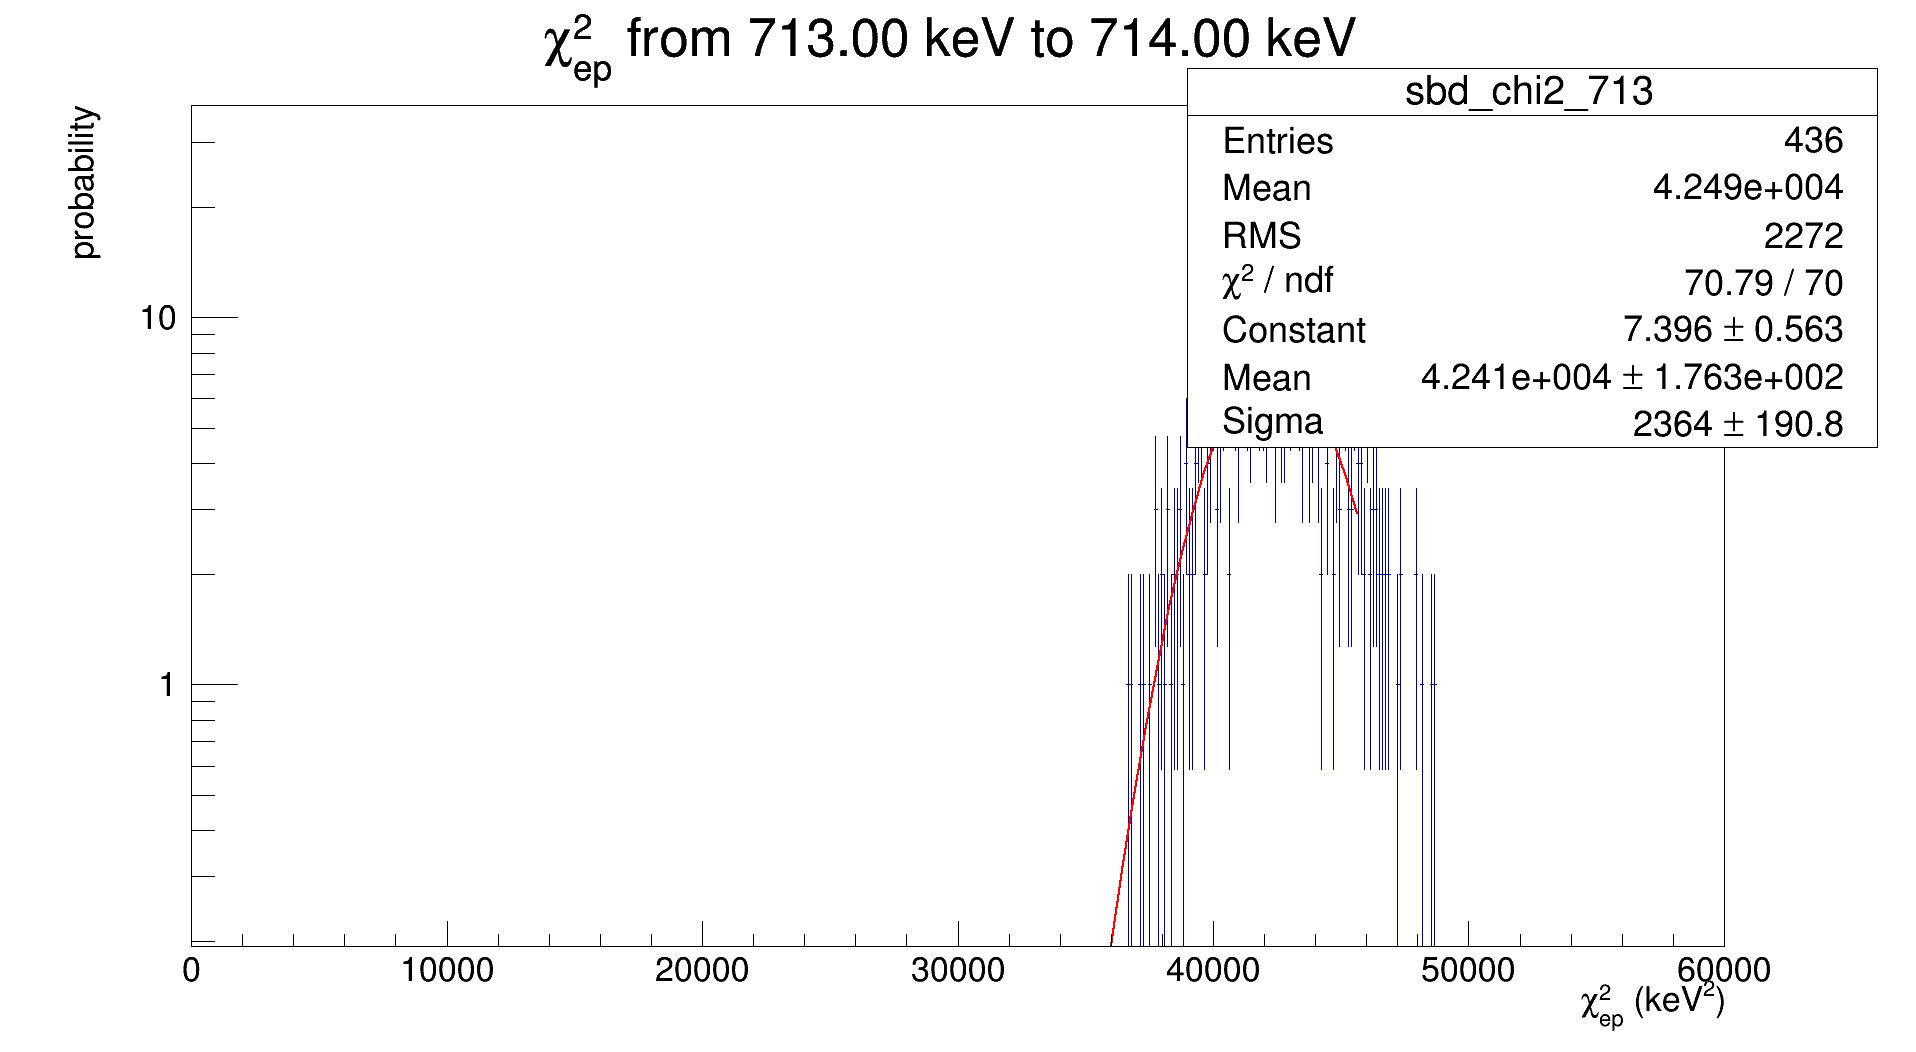 χ²ep from 713.00 keV to 714.00 keV
sbd_chi2_713
Entries 436
Mean 4.249e+004
RMS 2272
χ² / ndf 70.79 / 70
Constant 7.396 ± 0.563
Mean 4.241e+004 ± 1.763e+002
Sigma 2364 ± 190.8
probability
10
1
0 10000 20000 30000 40000 50000 60000
χ²ep (keV²)